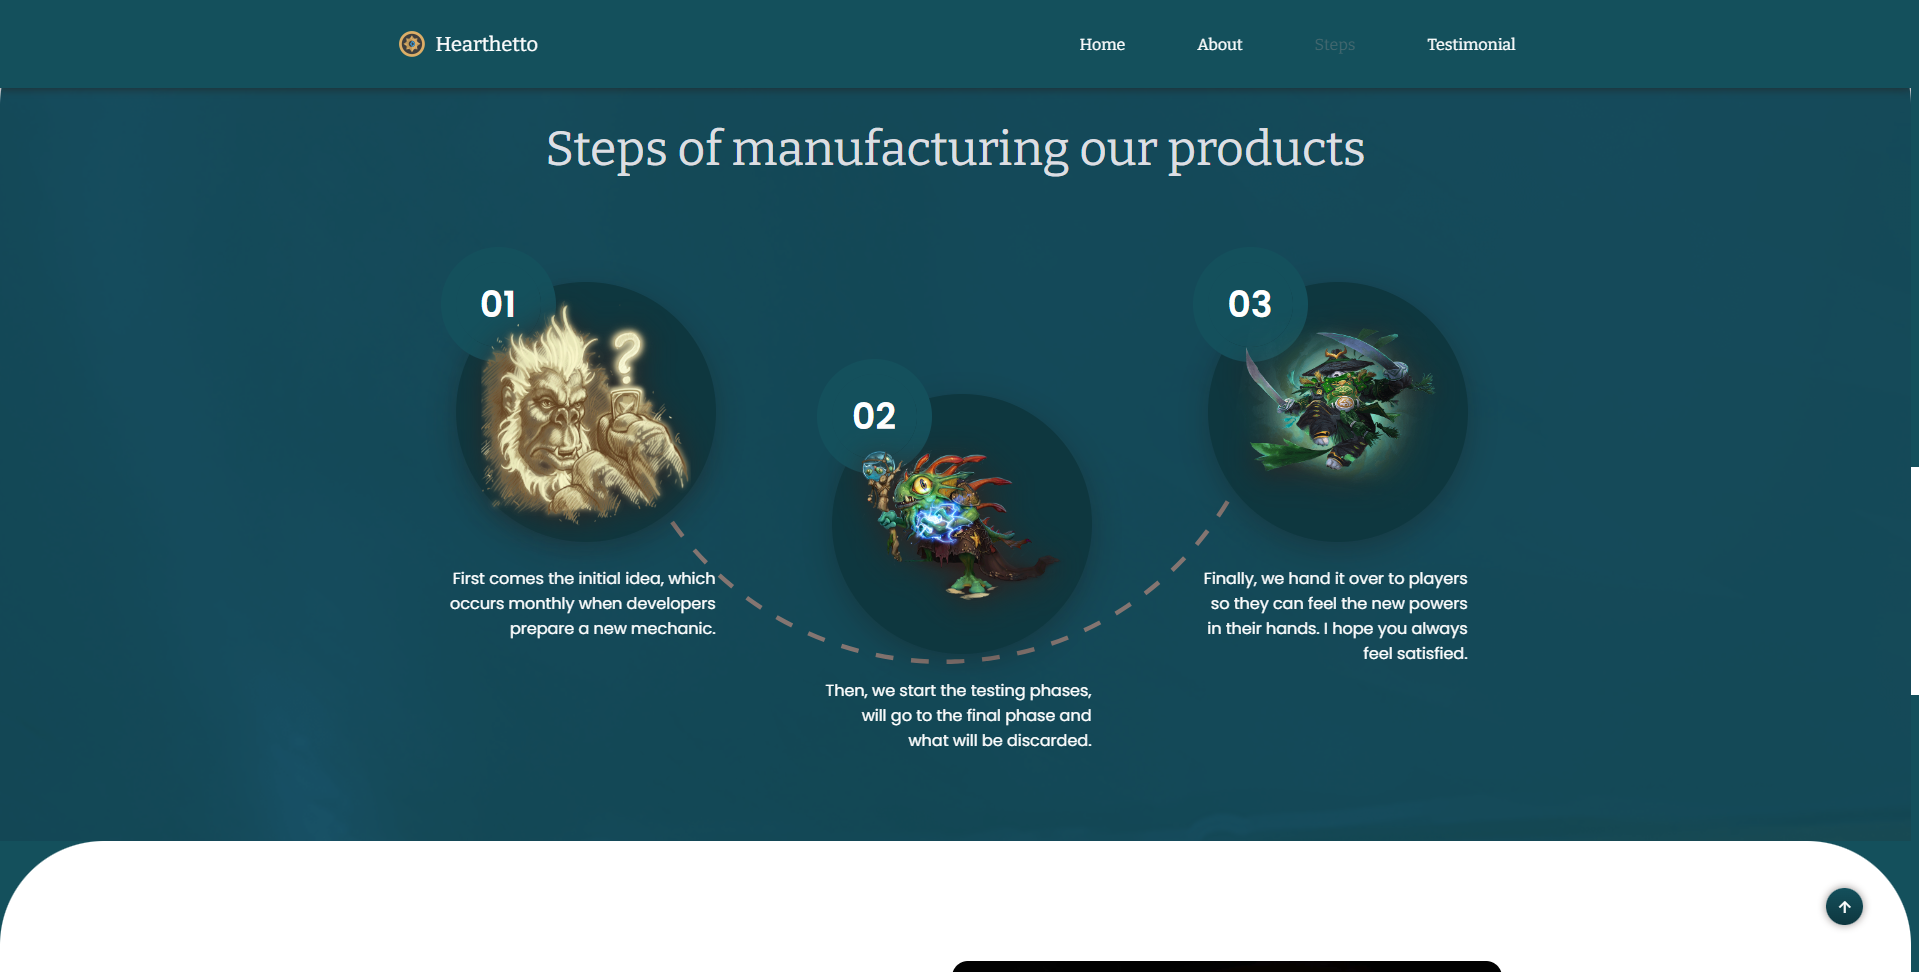 Hearthetto
Home
About
Steps
Testimonial
Steps of manufacturing our products
01
?
First comes the initial idea, which
occurs monthly when developers
prepare a new mechanic.
02
Then, we start the testing phases,
will go to the final phase and
what will be discarded.
03
Finally, we hand it over to players
so they can feel the new powers
in their hands. I hope you always
feel satisfied.